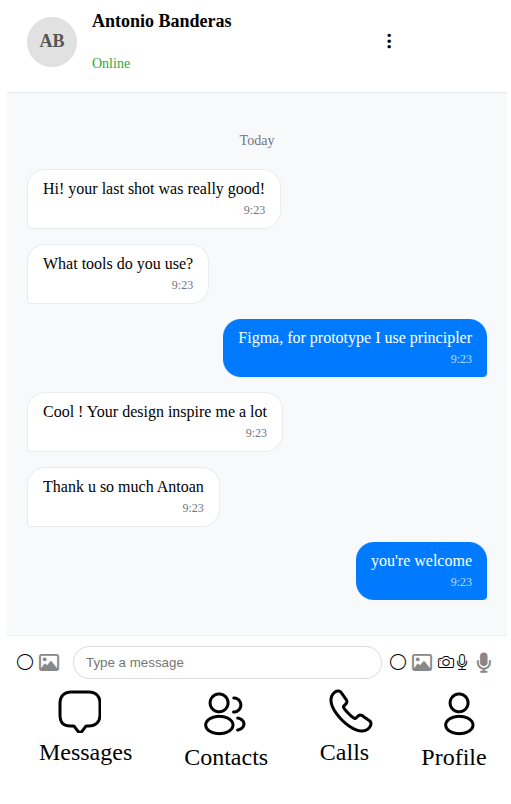 AB
Antonio Banderas
Online
Today
Hi! your last shot was really good!
9:23
What tools do you use?
9:23
Figma, for prototype I use principler
9:23
Cool ! Your design inspire me a lot
9:23
Thank u so much Antoan
9:23
you're welcome
9:23
Type a message
Messages
Contacts
Calls
Profile